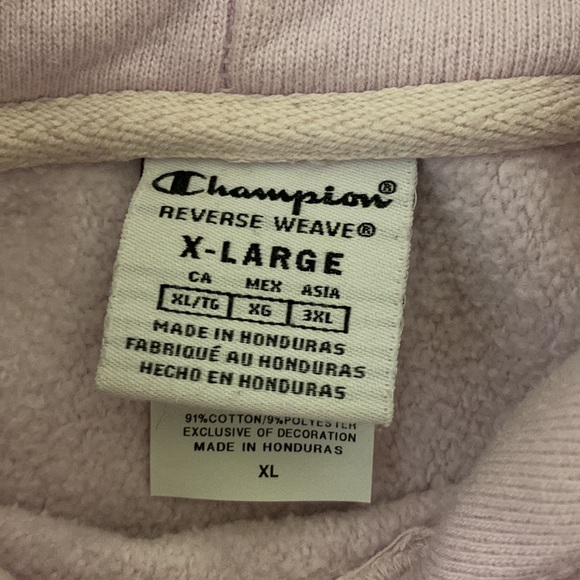 Champion®
REVERSE WEAVE®
X-LARGE
CA MEX ASIA
XL/TG XG 3XL
MADE IN HONDURAS
FABRIQUÉ AU HONDURAS
HECHO EN HONDURAS
91%COTTON/9%POLYESTER
EXCLUSIVE OF DECORATION
MADE IN HONDURAS
XL